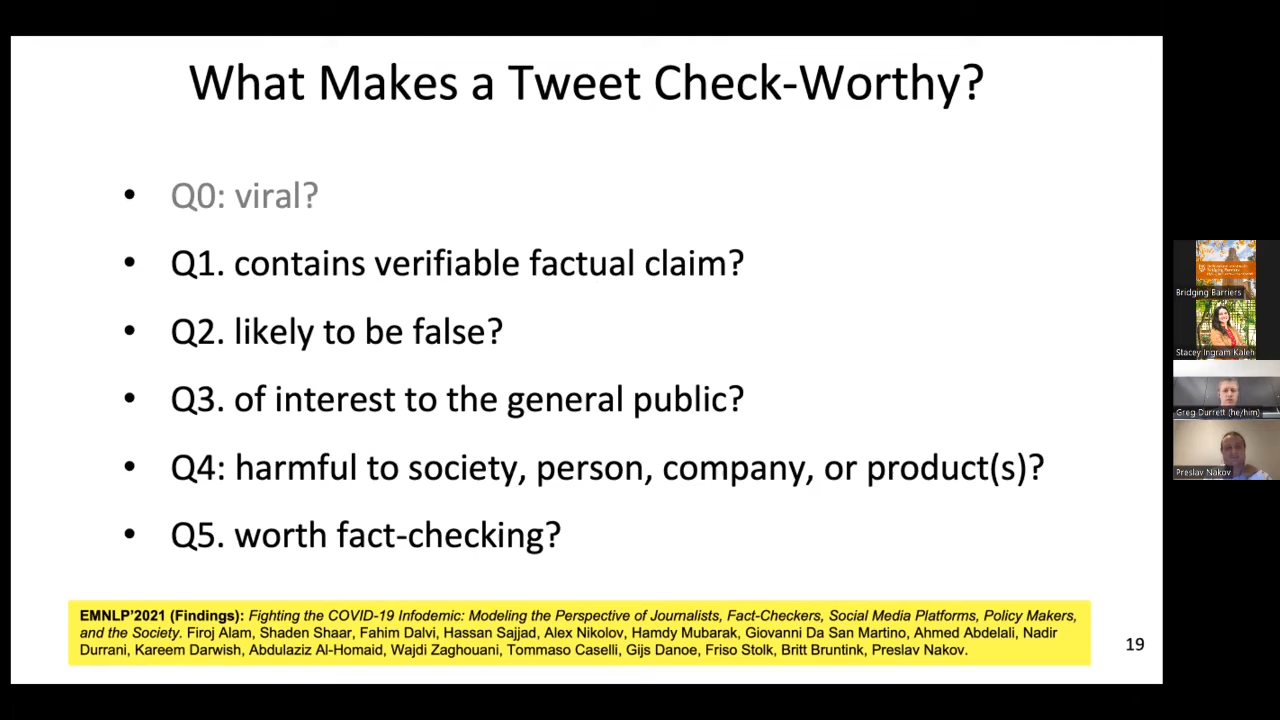 What Makes a Tweet Check-Worthy?
• Q0: viral?
• Q1. contains verifiable factual claim?
• Q2. likely to be false?
• Q3. of interest to the general public?
• Q4: harmful to society, person, company, or product(s)?
• Q5. worth fact-checking?
EMNLP'2021 (Findings): Fighting the COVID-19 Infodemic: Modeling the Perspective of Journalists, Fact-Checkers, Social Media Platforms, Policy Makers,
and the Society. Firoj Alam, Shaden Shaar, Fahim Dalvi, Hassan Sajjad, Alex Nikolov, Hamdy Mubarak, Giovanni Da San Martino, Ahmed Abdelali, Nadir
Durrani, Kareem Darwish, Abdulaziz Al-Homaid, Wajdi Zaghouani, Tommaso Caselli, Gijs Danoe, Friso Stolk, Britt Bruntink, Preslav Nakov.
19
Bridging Barriers
Stacey Ingram Kaleh
Greg Durrett (he/him)
Preslav Nakov